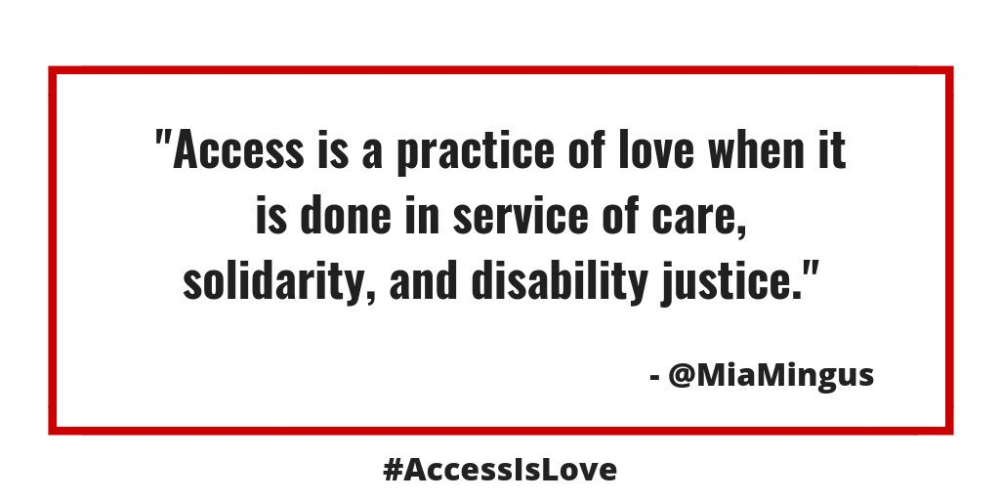 "Access is a practice of love when it
is done in service of care,
solidarity, and disability justice."
- @MiaMingus
#AccessIsLove